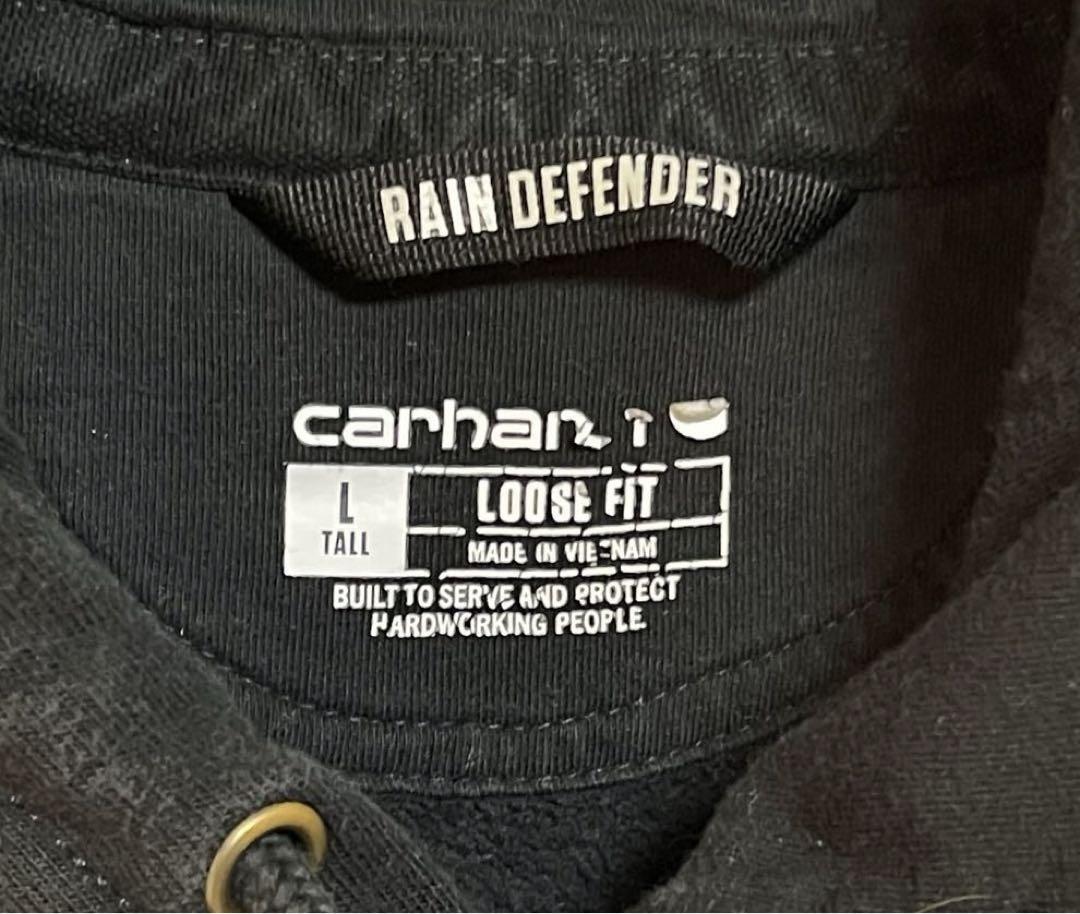 RAIN DEFENDER
carhartt
L
TALL
LOOSE FIT
MADE IN VIETNAM
BUILT TO SERVE AND PROTECT
HARDWORKING PEOPLE.